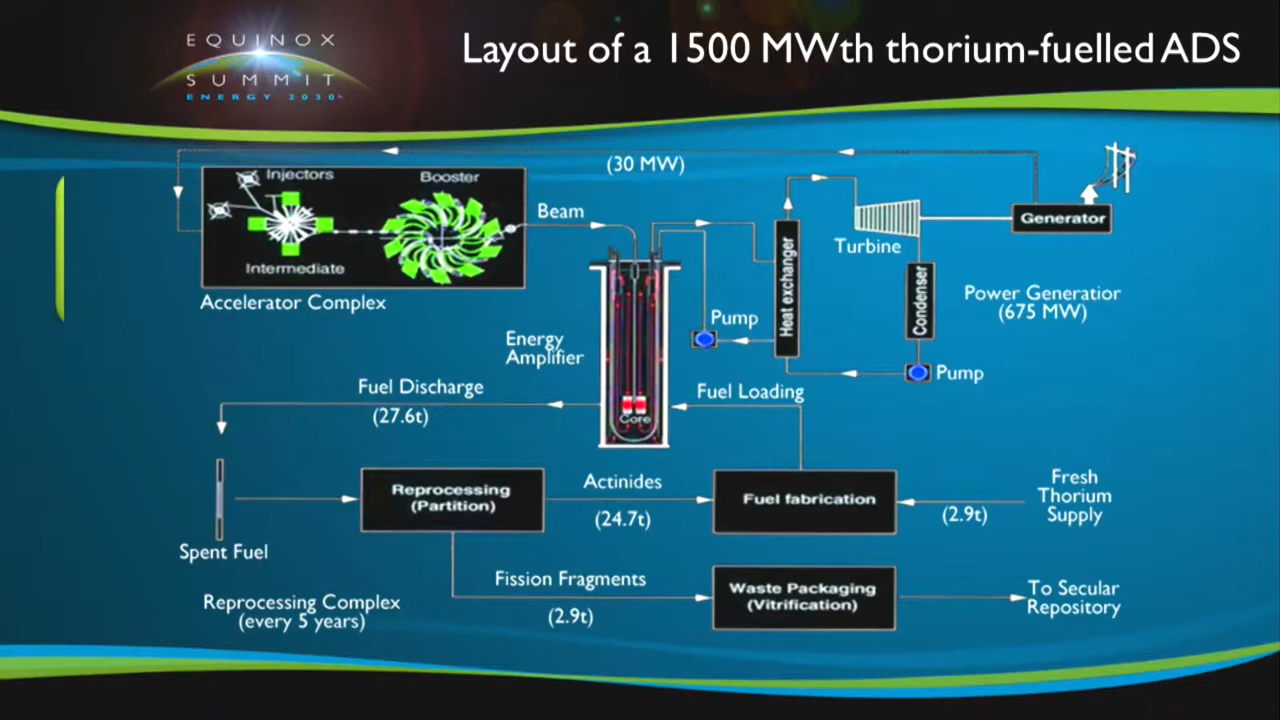 EQUINOX
SUMMIT
ENERGY 2030
Layout of a 1500 MWth thorium-fuelled ADS
(30 MW)
Injectors
Booster
Intermediate
Accelerator Complex
Beam
Energy
Amplifier
Core
Pump
Heat exchanger
Turbine
Condenser
Pump
Generator
Power Generatior
(675 MW)
Fuel Discharge
(27.6t)
Fuel Loading
Spent Fuel
Reprocessing
(Partition)
Actinides
(24.7t)
Fuel fabrication
(2.9t)
Fresh
Thorium
Supply
Fission Fragments
(2.9t)
Waste Packaging
(Vitrification)
To Secular
Repository
Reprocessing Complex
(every 5 years)